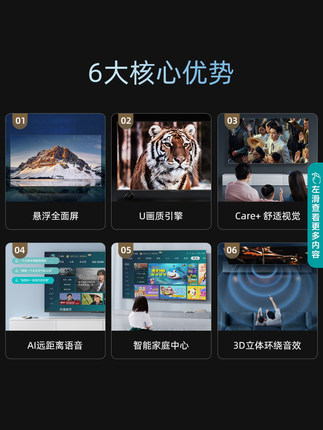 6大核心优势
01
02
03
悬浮全面屏
U画质引擎
Care+ 舒适视觉
左滑查看更多内容
04
05
06
AI远距离语音
智能家庭中心
3D立体环绕音效